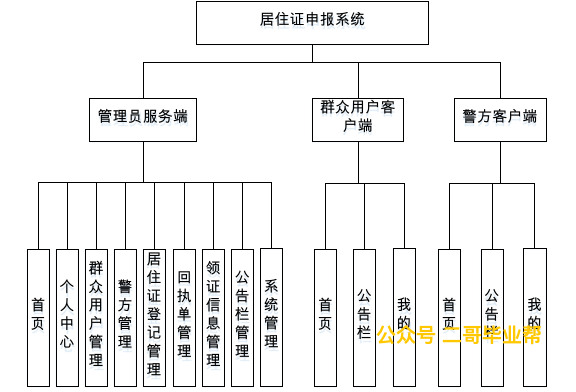 居住证申报系统
管理员服务端
群众用户客
户端
警方客户端
首页
个人中心
群众用户管理
警方管理
居住证登记管理
回执单管理
领证信息管理
公告栏管理
系统管理
首页
公告栏
我的
首页
公告栏
我的
公众号 二哥毕业帮